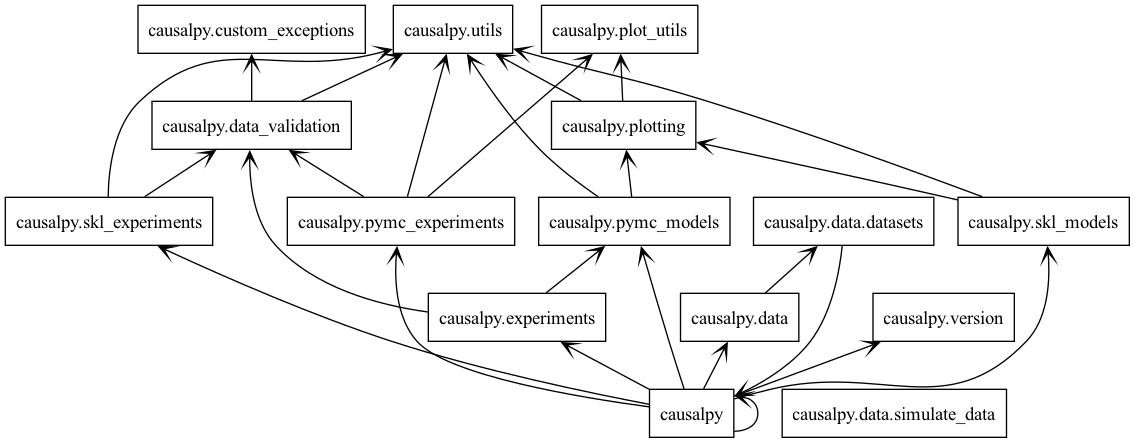 causalpy.custom_exceptions
causalpy.utils
causalpy.plot_utils
causalpy.data_validation
causalpy.plotting
causalpy.skl_experiments
causalpy.pymc_experiments
causalpy.pymc_models
causalpy.data.datasets
causalpy.skl_models
causalpy.experiments
causalpy.data
causalpy.version
causalpy
causalpy.data.simulate_data